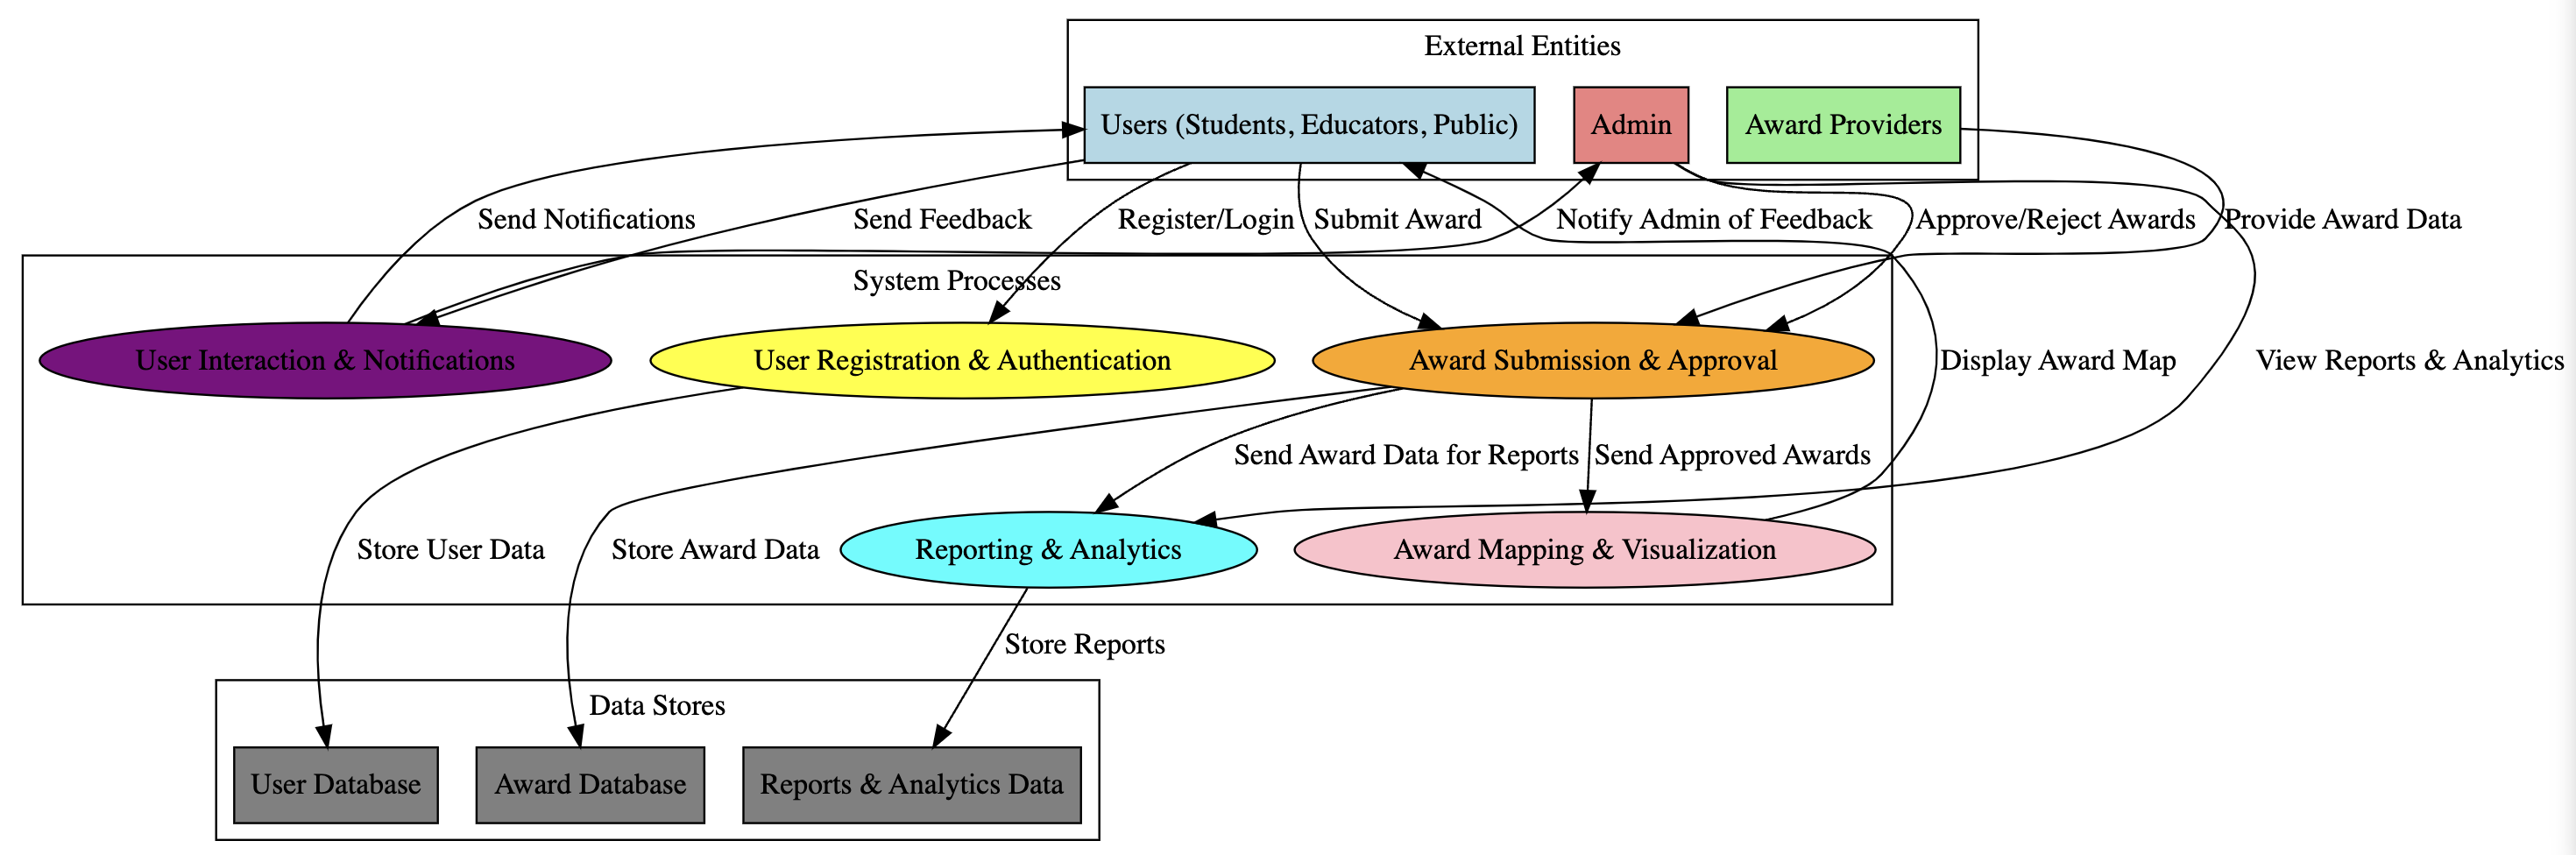 External Entities
Users (Students, Educators, Public)
Admin
Award Providers
Send Notifications
Send Feedback
Register/Login
Submit Award
Notify Admin of Feedback
Approve/Reject Awards
Provide Award Data
System Processes
User Interaction & Notifications
User Registration & Authentication
Award Submission & Approval
Display Award Map
View Reports & Analytics
Send Award Data for Reports
Send Approved Awards
Store User Data
Store Award Data
Reporting & Analytics
Award Mapping & Visualization
Store Reports
Data Stores
User Database
Award Database
Reports & Analytics Data